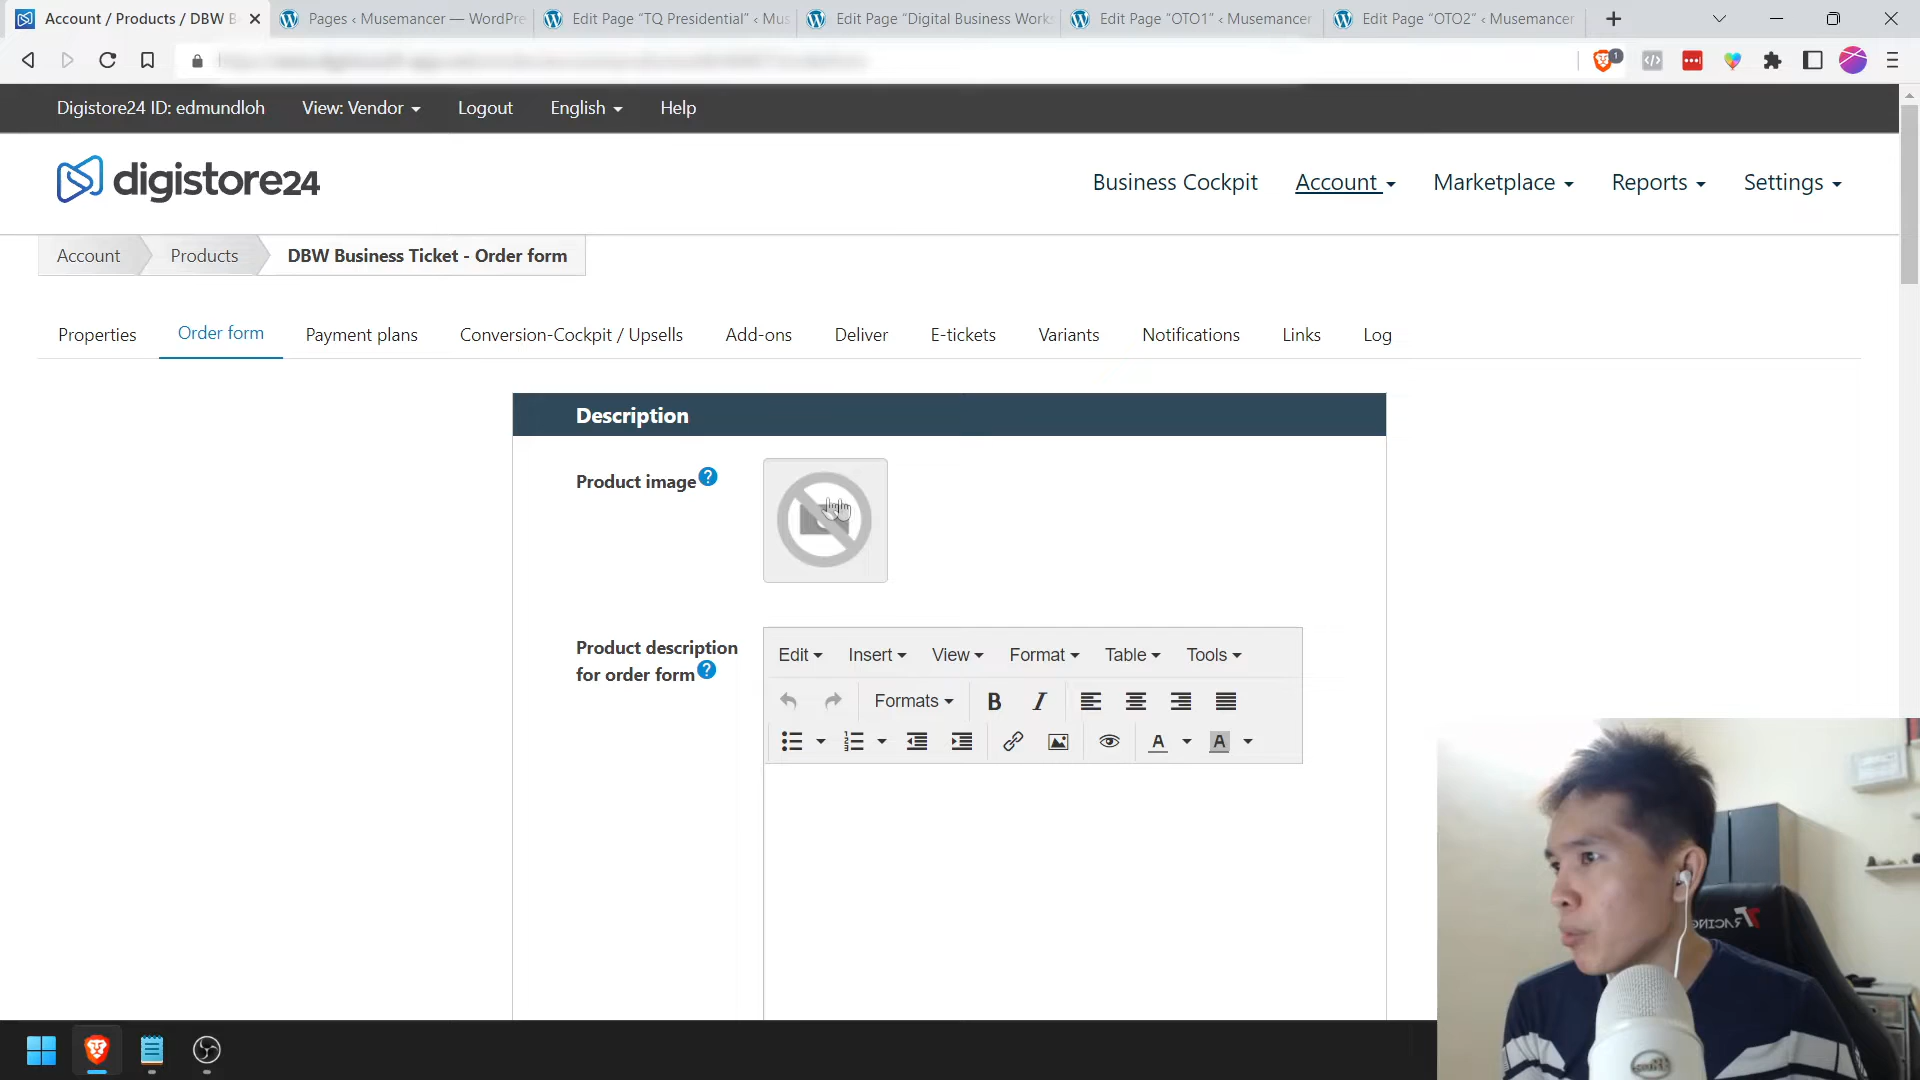 Account / Products / DBW B
Pages ‹ Musemancer — WordPre
Edit Page “TQ Presidential” ‹ Mus
Edit Page “Digital Business Works
Edit Page “OTO1” ‹ Musemancer
Edit Page “OTO2” ‹ Musemancer
1
Digistore24 ID: edmundloh
View: Vendor
Logout
English
Help
digistore24
Business Cockpit
Account
Marketplace
Reports
Settings
Account
Products
DBW Business Ticket - Order form
Properties
Order form
Payment plans
Conversion-Cockpit / Upsells
Add-ons
Deliver
E-tickets
Variants
Notifications
Links
Log
Description
Product image ?
Product description
for order form ?
Edit
Insert
View
Format
Table
Tools
Formats
B
I
A
A